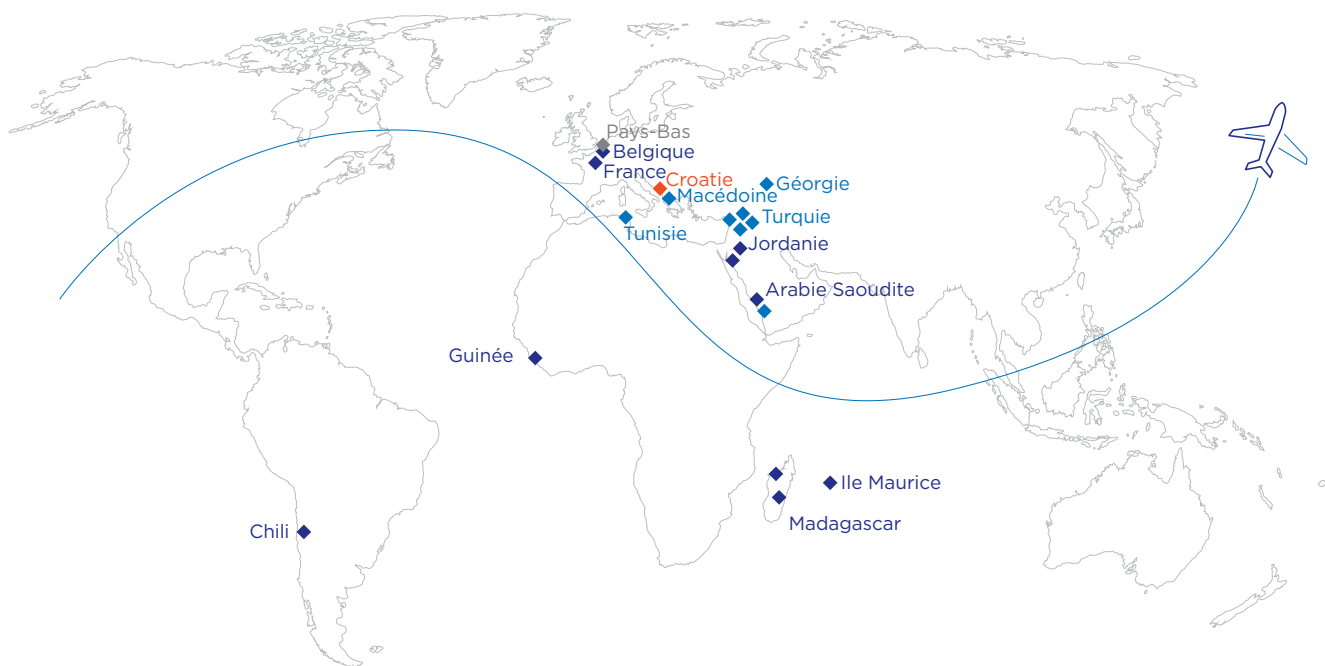 Pays-Bas
Belgique
France
Croatie
Géorgie
Macédoine
Turquie
Tunisie
Jordanie
Arabie Saoudite
Guinée
Ile Maurice
Madagascar
Chili